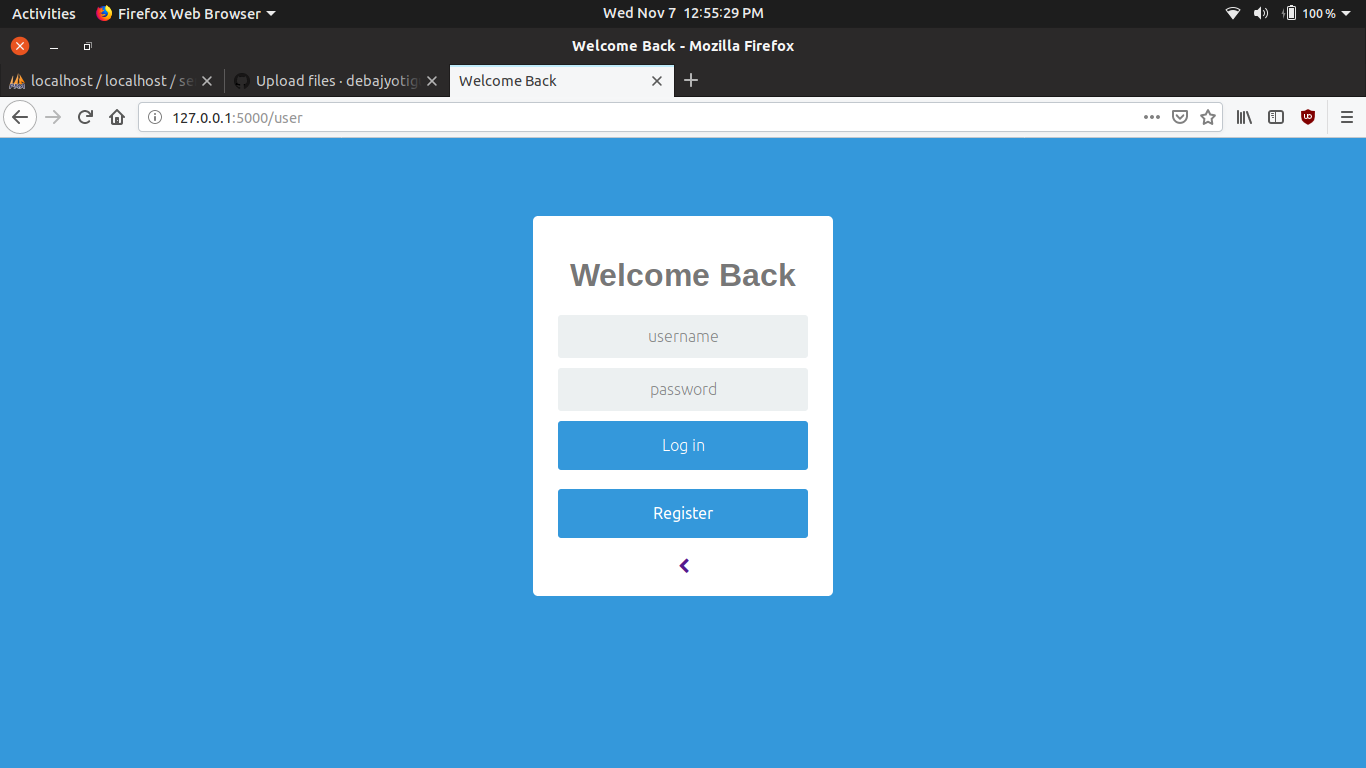 Activities Firefox Web Browser Wed Nov 7 12:55:29 PM 100 %
Welcome Back - Mozilla Firefox
localhost / localhost / se Upload files · debajyotig Welcome Back
127.0.0.1:5000/user
Welcome Back
username
password
Log in
Register